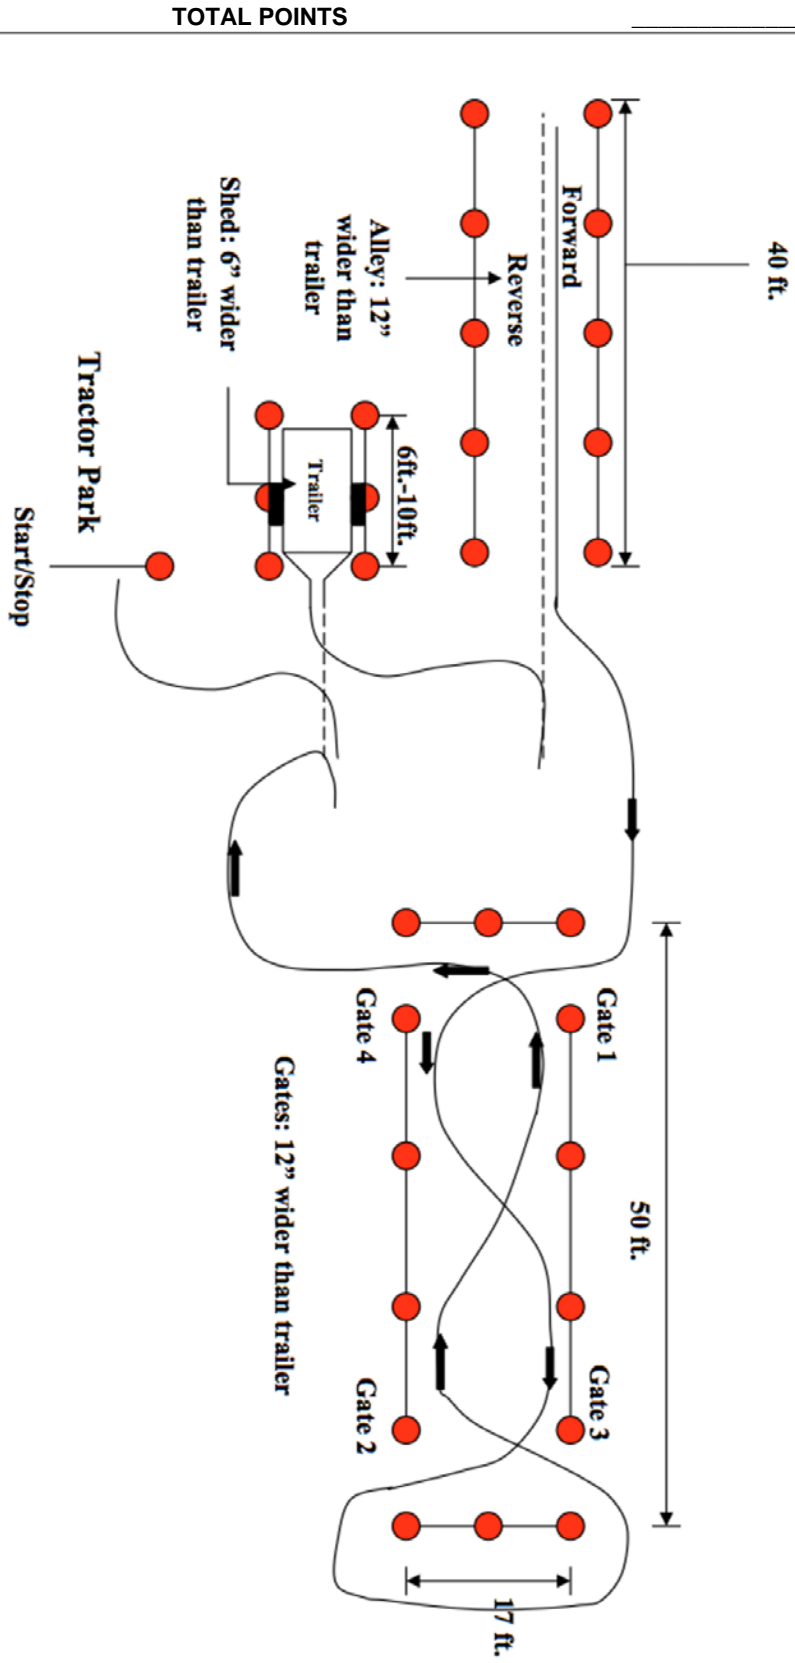 TOTAL POINTS ____________
40 ft.
Forward
Reverse
Alley: 12”
wider than
trailer
Shed: 6” wider
than trailer
6ft.-10ft.
Trailer
Tractor Park
Start/Stop
Gate 1
Gate 4
50 ft.
Gates: 12” wider than trailer
Gate 3
Gate 2
17 ft.